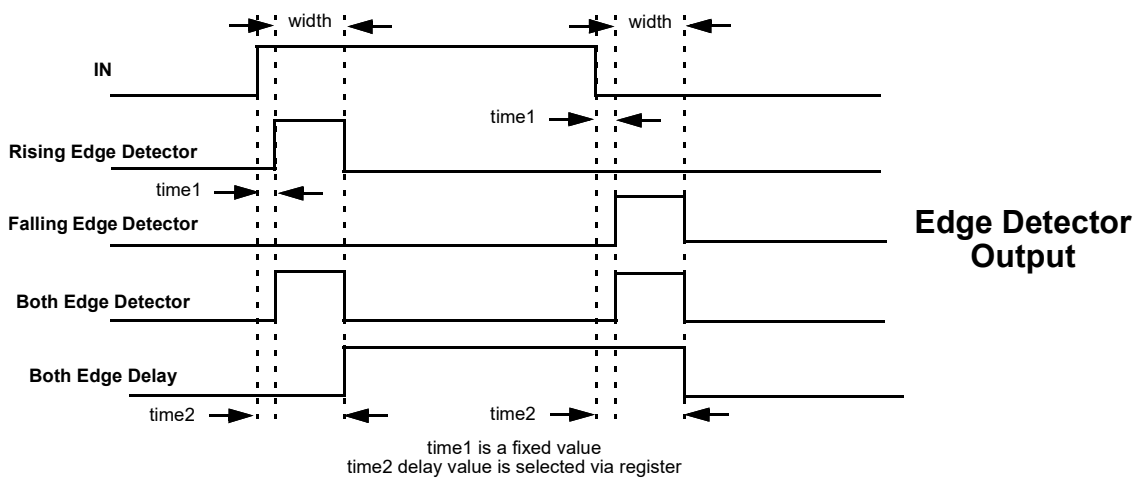 width
width
IN
time1
Rising Edge Detector
time1
Falling Edge Detector
Edge Detector
Output
Both Edge Detector
Both Edge Delay
time2
time2
time1 is a fixed value
time2 delay value is selected via register